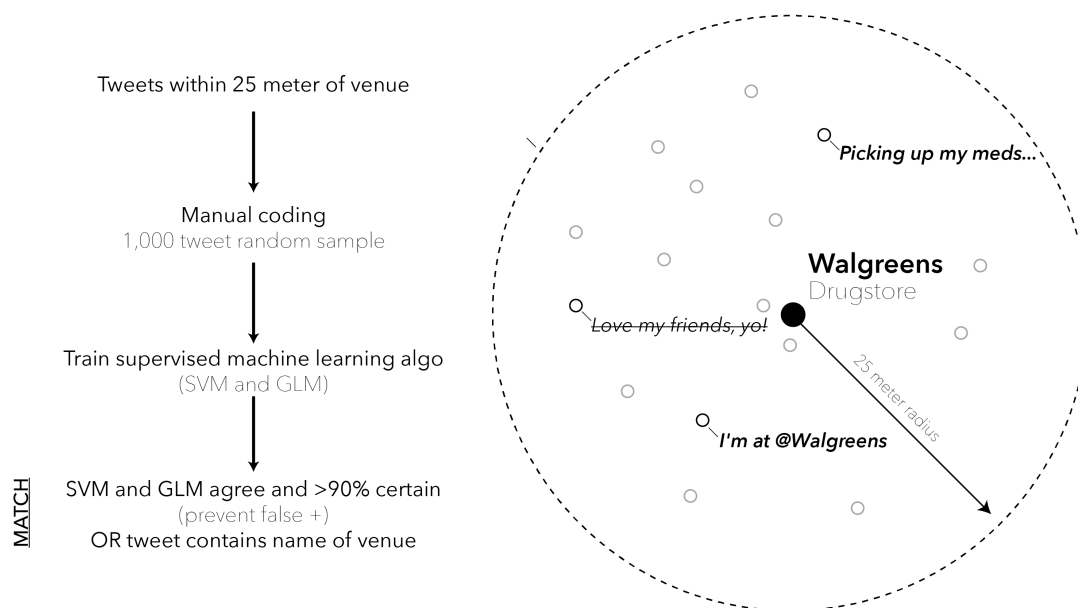 Tweets within 25 meter of venue
Manual coding
1,000 tweet random sample
Train supervised machine learning algo
(SVM and GLM)
MATCH
SVM and GLM agree and >90% certain
(prevent false +)
OR tweet contains name of venue
Picking up my meds...
Walgreens
Drugstore
Love my friends, yo!
25 meter radius
I'm at @Walgreens